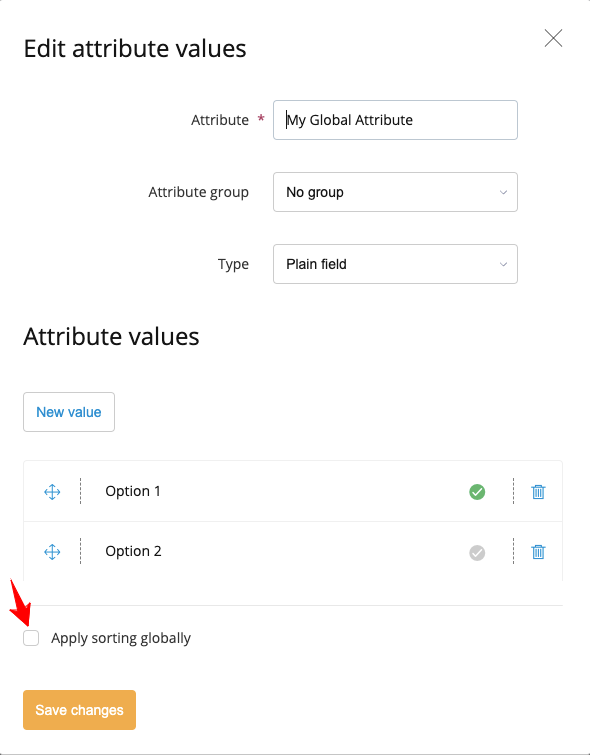 Edit attribute values
Attribute * My Global Attribute
Attribute group No group
Type Plain field
Attribute values
New value
Option 1
Option 2
Apply sorting globally
Save changes